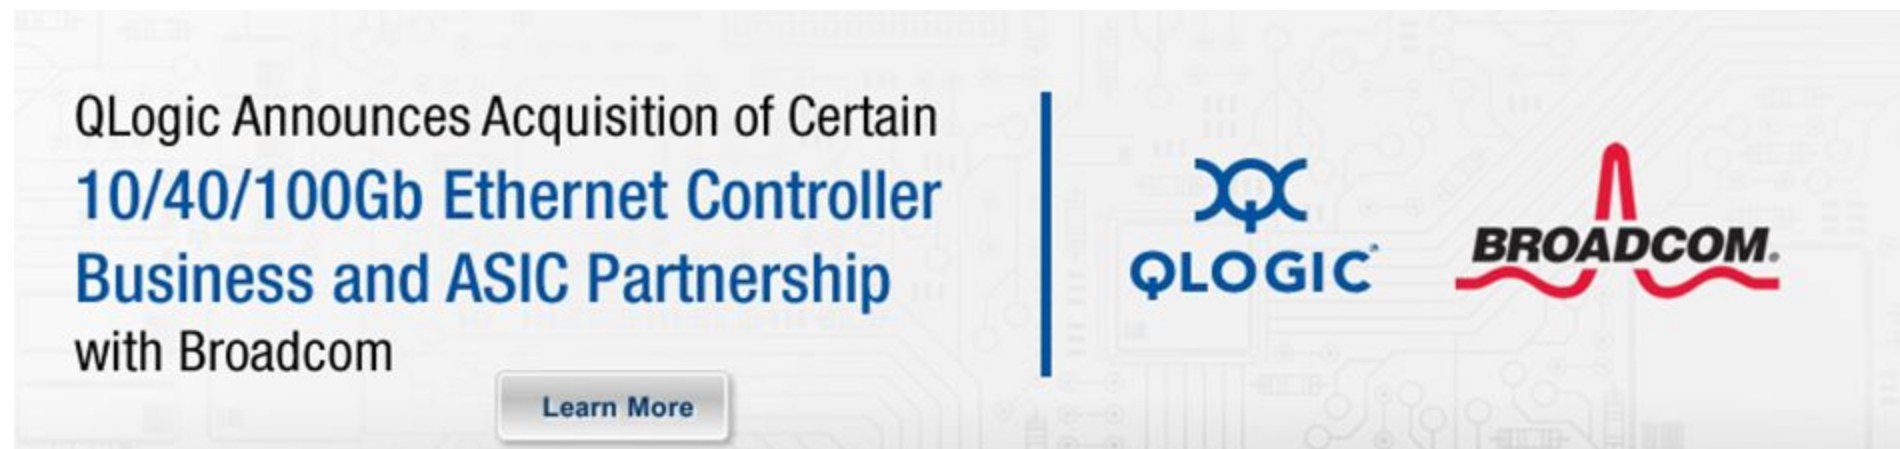 QLogic Announces Acquisition of Certain
10/40/100Gb Ethernet Controller
Business and ASIC Partnership
with Broadcom
Learn More
QLOGIC
BROADCOM.